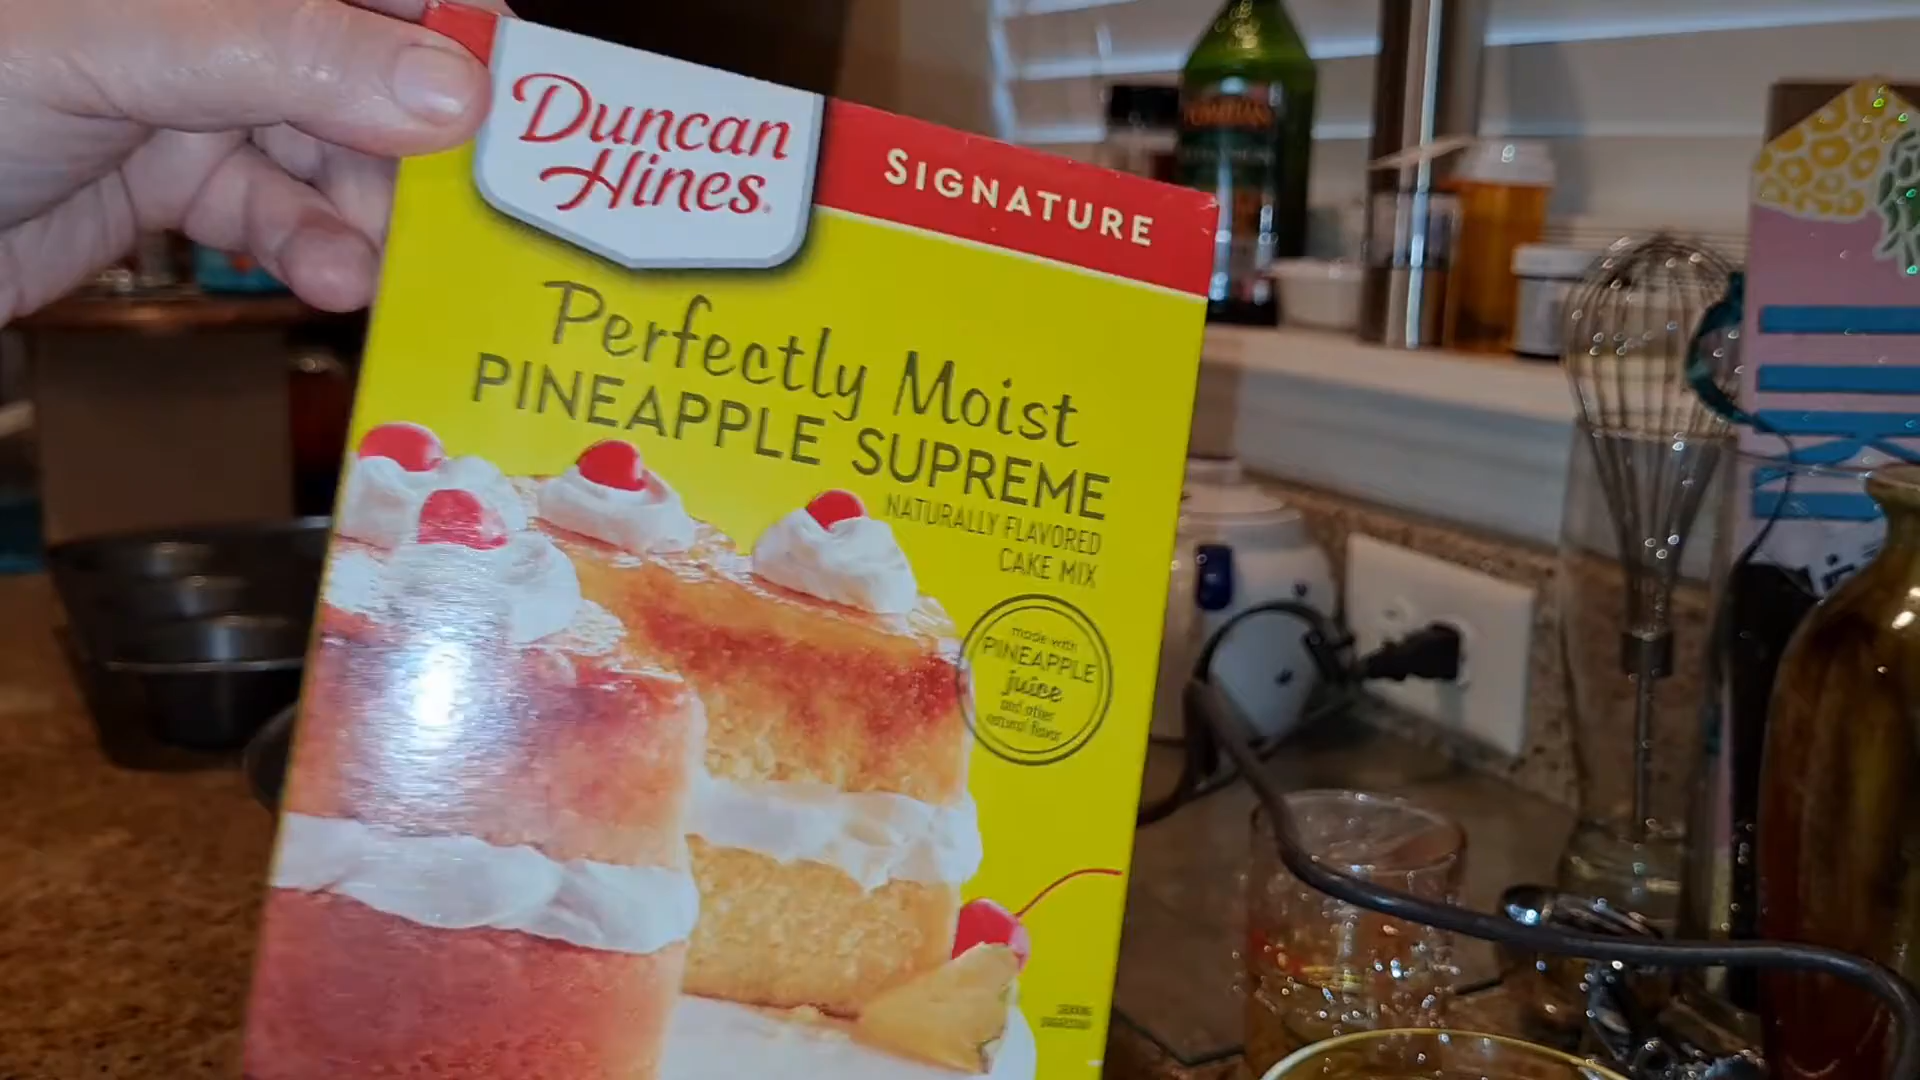 Duncan
Hines
SIGNATURE
Perfectly Moist
PINEAPPLE SUPREME
NATURALLY FLAVORED
CAKE MIX
made with
PINEAPPLE
juice
and other
natural flavor